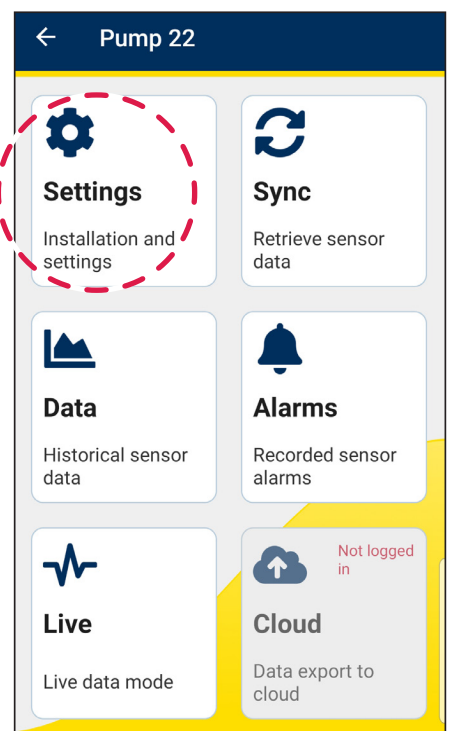 Pump 22
Settings
Installation and
settings
Sync
Retrieve sensor
data
Data
Historical sensor
data
Alarms
Recorded sensor
alarms
Live
Live data mode
Not logged
in
Cloud
Data export to
cloud